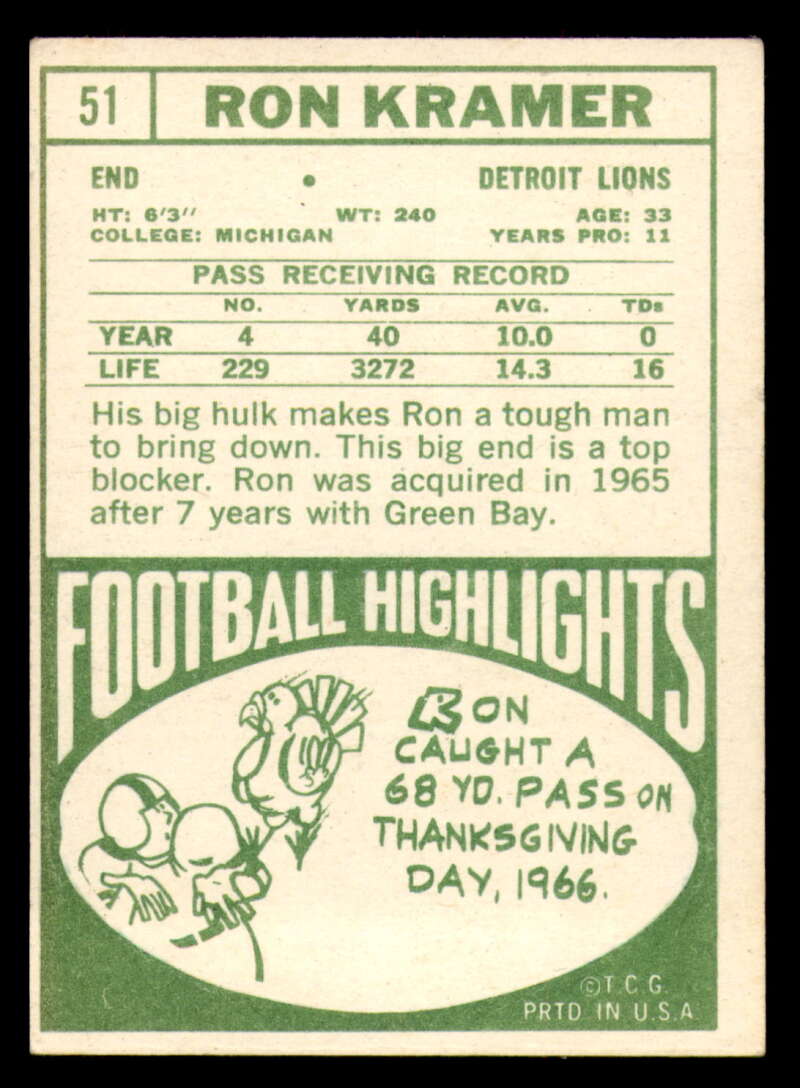 51 RON KRAMER
END • DETROIT LIONS
HT: 6'3" WT: 240 AGE: 33
COLLEGE: MICHIGAN YEARS PRO: 11
PASS RECEIVING RECORD
NO. YARDS AVG. TDs
YEAR 4 40 10.0 0
LIFE 229 3272 14.3 16
His big hulk makes Ron a tough man
to bring down. This big end is a top
blocker. Ron was acquired in 1965
after 7 years with Green Bay.
FOOTBALL HIGHLIGHTS
RON
CAUGHT A
68 YD. PASS ON
THANKSGIVING
DAY, 1966.
©T.C.G.
PRTD IN U.S.A